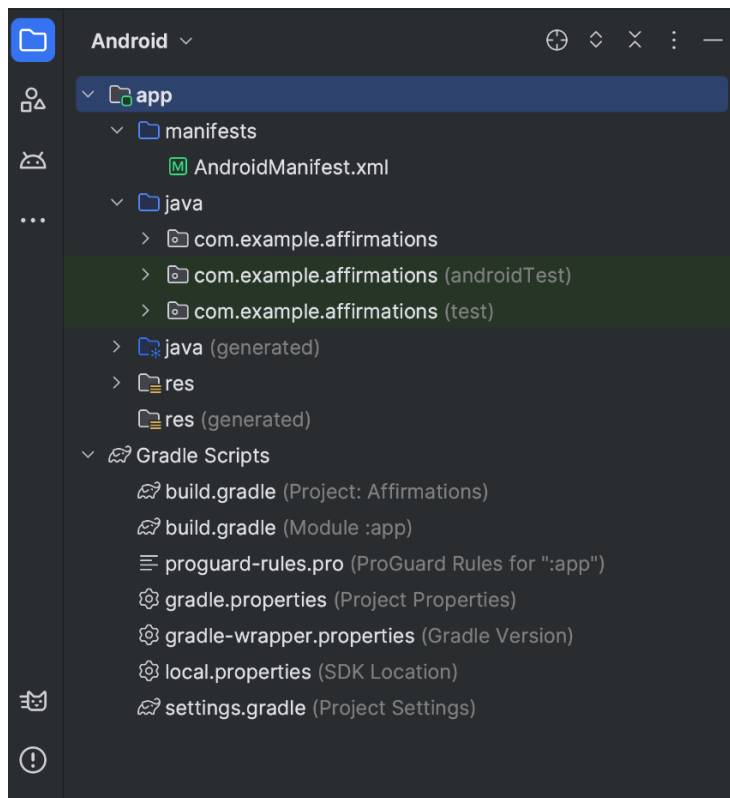 Android
app
manifests
AndroidManifest.xml
java
com.example.affirmations
com.example.affirmations (androidTest)
com.example.affirmations (test)
java (generated)
res
res (generated)
Gradle Scripts
build.gradle (Project: Affirmations)
build.gradle (Module :app)
proguard-rules.pro (ProGuard Rules for ":app")
gradle.properties (Project Properties)
gradle-wrapper.properties (Gradle Version)
local.properties (SDK Location)
settings.gradle (Project Settings)